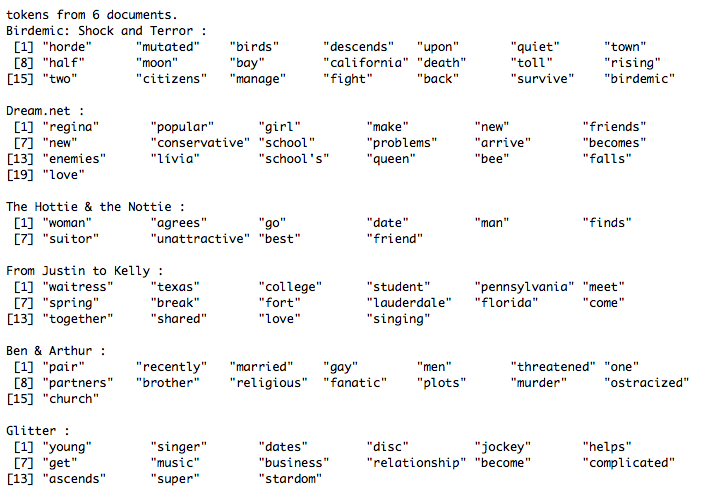 tokens from 6 documents.
Birdemic: Shock and Terror :
[1] "horde" "mutated" "birds" "descends" "upon" "quiet" "town"
[8] "half" "moon" "bay" "california" "death" "toll" "rising"
[15] "two" "citizens" "manage" "fight" "back" "survive" "birdemic"

Dream.net :
[1] "regina" "popular" "girl" "make" "new" "friends"
[7] "new" "conservative" "school" "problems" "arrive" "becomes"
[13] "enemies" "lívia" "school's" "queen" "bee" "falls"
[19] "love"

The Hottie & the Nottie :
[1] "woman" "agrees" "go" "date" "man" "finds"
[7] "suitor" "unattractive" "best" "friend"

From Justin to Kelly :
[1] "waitress" "texas" "college" "student" "pennsylvania" "meet"
[7] "spring" "break" "fort" "lauderdale" "florida" "come"
[13] "together" "shared" "love" "singing"

Ben & Arthur :
[1] "pair" "recently" "married" "gay" "men" "threatened" "one"
[8] "partners" "brother" "religious" "fanatic" "plots" "murder" "ostracized"
[15] "church"

Glitter :
[1] "young" "singer" "dates" "disc" "jockey" "helps"
[7] "get" "music" "business" "relationship" "become" "complicated"
[13] "ascends" "super" "stardom"